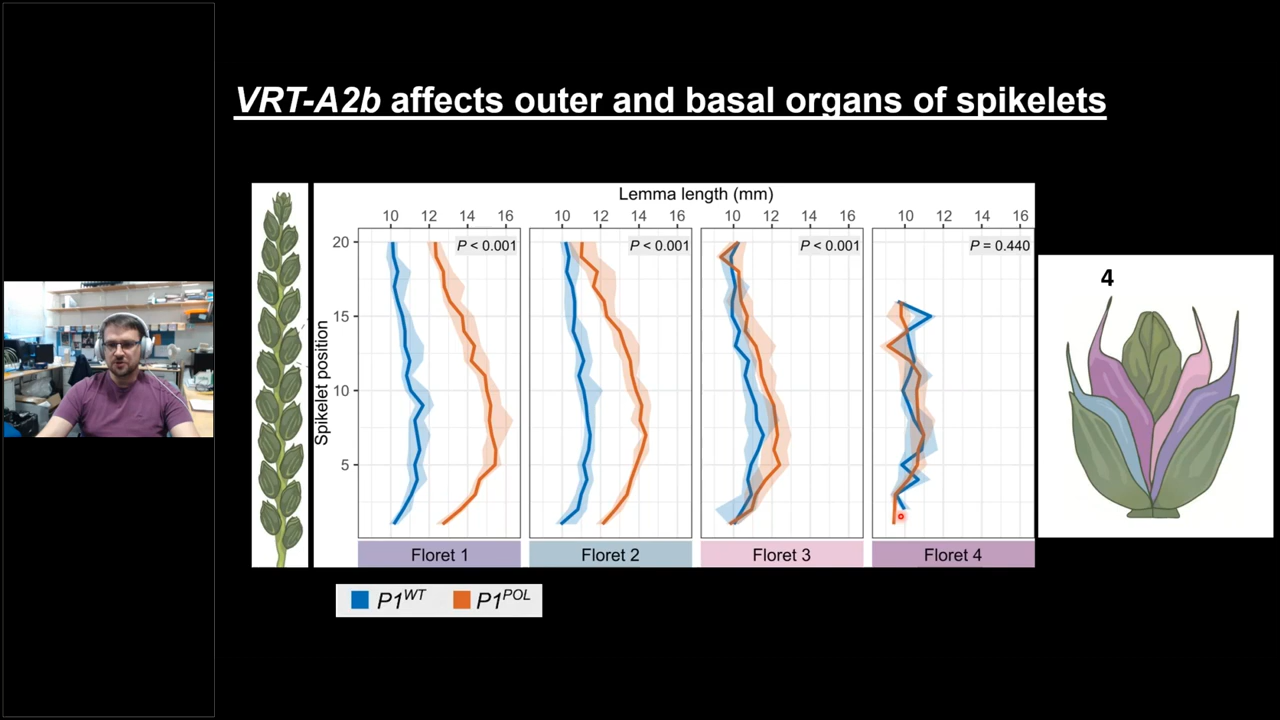 VRT-A2b affects outer and basal organs of spikelets
Lemma length (mm)
10 12 14 16 10 12 14 16 10 12 14 16 10 12 14 16
P < 0.001 P < 0.001 P < 0.001 P = 0.440
Spikelet position
20
15
10
5
Floret 1 Floret 2 Floret 3 Floret 4
4
P1WT P1POL